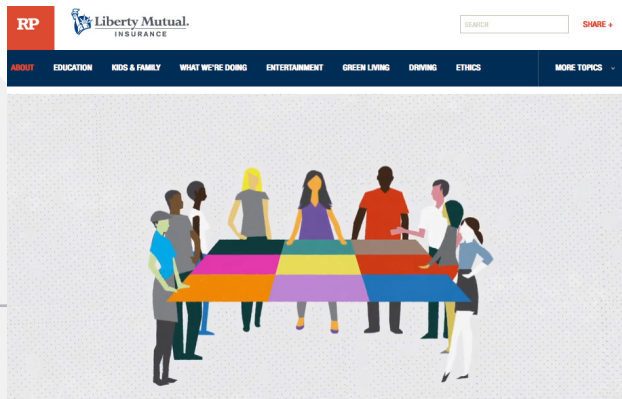 RP
Liberty Mutual.
INSURANCE
SEARCH
SHARE +
ABOUT EDUCATION KIDS & FAMILY WHAT WE'RE DOING ENTERTAINMENT GREEN LIVING DRIVING ETHICS MORE TOPICS